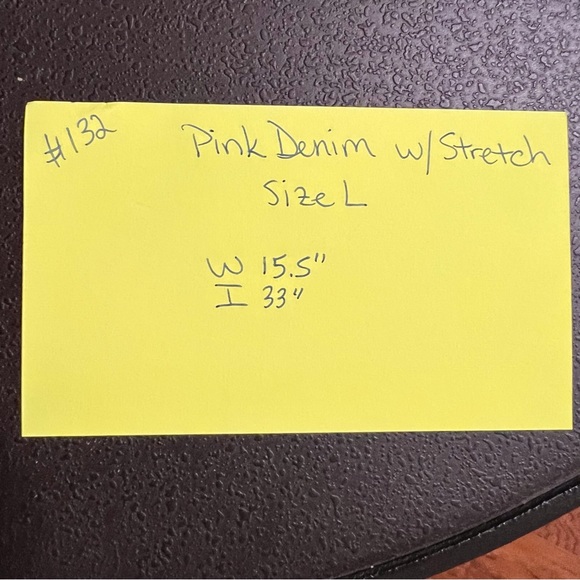 #132
Pink Denim w/ Stretch
Size L
W 15.5"
I 33"